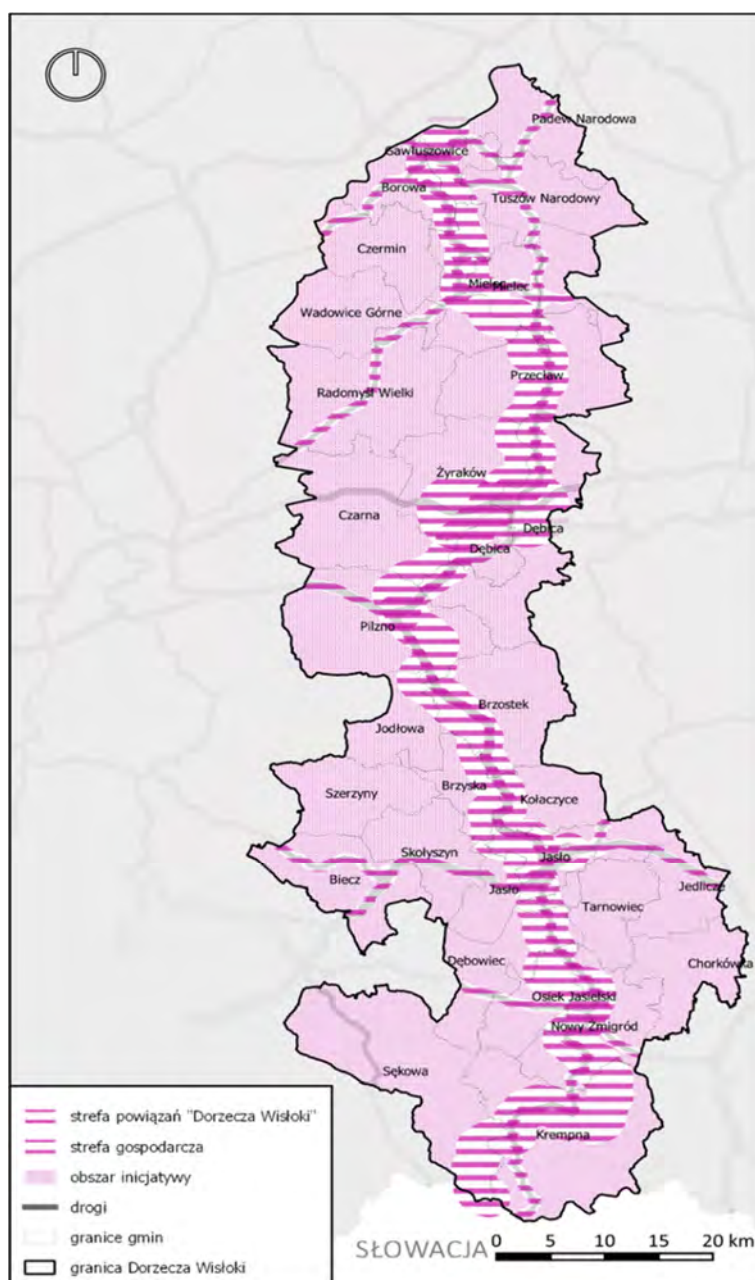 Padew Narodowa
Gawłuszowice
Borowa
Tuszów Narodowy
Czermin
Mielec
Mielec
Wadowice Górne
Przecław
Radomyśl Wielki
Żyraków
Czarna
Dębica
Dębica
Pilzno
Brzostek
Jodłowa
Brzyska
Szerzyny
Kołaczyce
Skołyszyn
Jasło
Biecz
Jasło
Jedlicze
Tarnowiec
Dębowiec
Chorkówka
Osiek Jasielski
Nowy Żmigród
Sękowa
Krempna
strefa powiązań "Dorzecza Wisłoki"
strefa gospodarcza
obszar inicjatywy
drogi
granice gmin
granica Dorzecza Wisłoki
SŁOWACJA
0 5 10 15 20 km